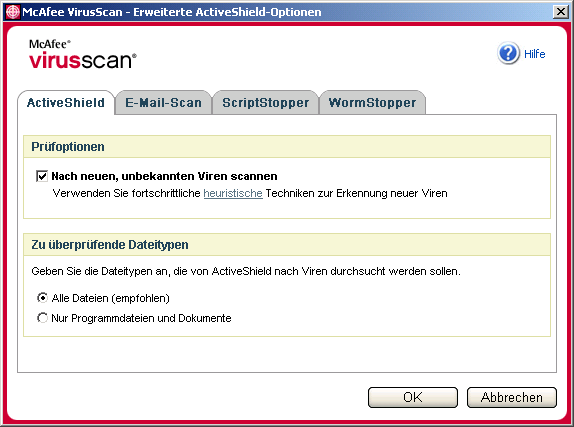 McAfee VirusScan - Erweiterte ActiveShield-Optionen
McAfee®
virusscan®
Hilfe
ActiveShield
E-Mail-Scan
ScriptStopper
WormStopper
Prüfoptionen
Nach neuen, unbekannten Viren scannen
Verwenden Sie fortschrittliche heuristische Techniken zur Erkennung neuer Viren
Zu überprüfende Dateitypen
Geben Sie die Dateitypen an, die von ActiveShield nach Viren durchsucht werden sollen.
Alle Dateien (empfohlen)
Nur Programmdateien und Dokumente
OK
Abbrechen